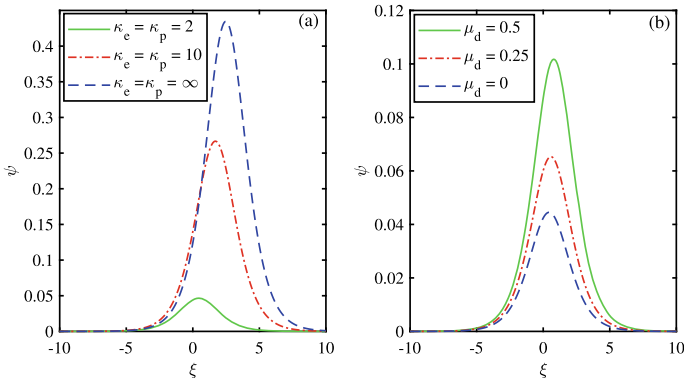 (a)
κe = κp = 2
κe = κp = 10
κe = κp = ∞
0.4
0.35
0.3
0.25
0.2
0.15
0.1
0.05
0
ψ
-10 -5 0 5 10
ξ
(b)
μd = 0.5
μd = 0.25
μd = 0
0.12
0.1
0.08
0.06
0.04
0.02
0
ψ
-10 -5 0 5 10
ξ